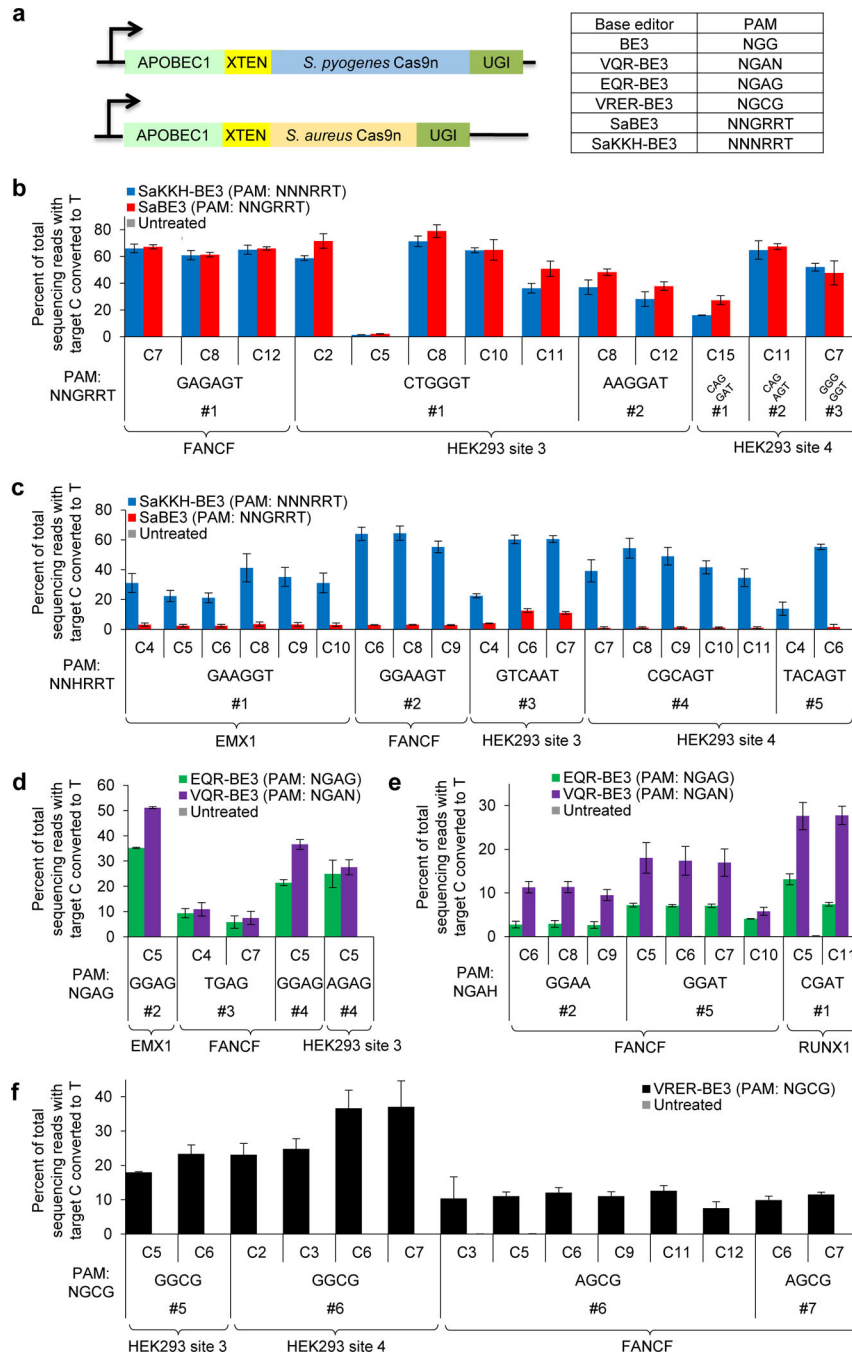 a
APOBEC1 XTEN S. pyogenes Cas9n UGI
APOBEC1 XTEN S. aureus Cas9n UGI
Base editor PAM
BE3 NGG
VQR-BE3 NGAN
EQR-BE3 NGAG
VRER-BE3 NGCG
SaBE3 NNGRRT
SaKKH-BE3 NNNRRT
b
SaKKH-BE3 (PAM: NNNRRT)
SaBE3 (PAM: NNGRRT)
Untreated
Percent of total
sequencing reads with
target C converted to T
80
60
40
20
0
C7 C8 C12 C2 C5 C8 C10 C11 C8 C12 C15 C11 C7
PAM:
NNGRRT
GAGAGT CTGGGT AAGGAT CAG GAT CAG AGT GGG GGT
#1 #1 #2 #1 #2 #3
FANCF HEK293 site 3 HEK293 site 4
c
SaKKH-BE3 (PAM: NNNRRT)
SaBE3 (PAM: NNGRRT)
Untreated
Percent of total
sequencing reads with
target C converted to T
80
60
40
20
0
C4 C5 C6 C8 C9 C10 C6 C8 C9 C4 C6 C7 C7 C8 C9 C10 C11 C4 C6
PAM:
NNHRRT
GAAGGT GGAAGT GTCAAT CGCAGT TACAGT
#1 #2 #3 #4 #5
EMX1 FANCF HEK293 site 3 HEK293 site 4
d
EQR-BE3 (PAM: NGAG)
VQR-BE3 (PAM: NGAN)
Untreated
Percent of total
sequencing reads with
target C converted to T
60
50
40
30
20
10
0
C5 C4 C7 C5 C5
PAM:
NGAG
GGAG TGAG GGAG AGAG
#2 #3 #4 #4
EMX1 FANCF HEK293 site 3
e
EQR-BE3 (PAM: NGAG)
VQR-BE3 (PAM: NGAN)
Untreated
Percent of total
sequencing reads with
target C converted to T
30
20
10
0
C6 C8 C9 C5 C6 C7 C10 C5 C11
PAM:
NGAH
GGAA GGAT CGAT
#2 #5 #1
FANCF RUNX1
f
VRER-BE3 (PAM: NGCG)
Untreated
Percent of total
sequencing reads with
target C converted to T
40
30
20
10
0
C5 C6 C2 C3 C6 C7 C3 C5 C6 C9 C11 C12 C6 C7
PAM:
NGCG
GGCG GGCG AGCG AGCG
#5 #6 #6 #7
HEK293 site 3 HEK293 site 4 FANCF